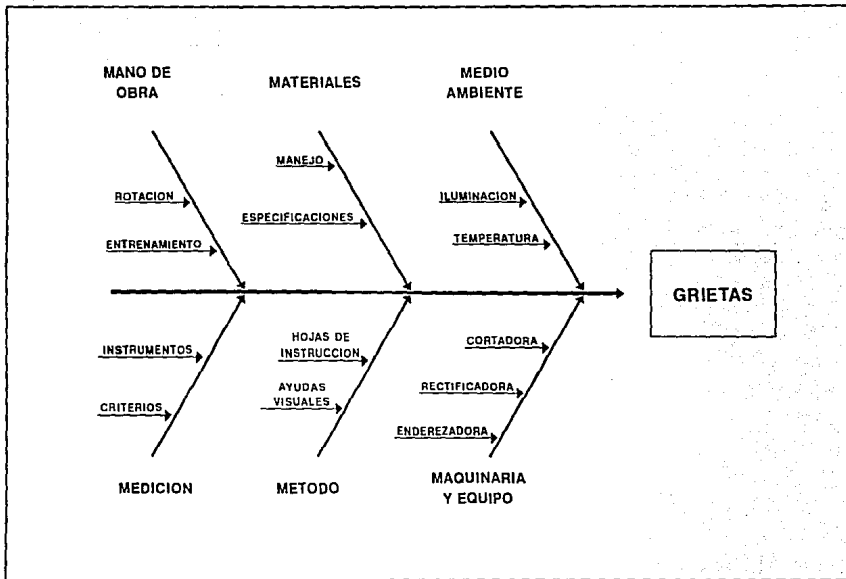 MANO DE
OBRA
MATERIALES
MEDIO
AMBIENTE
MANEJO
ROTACION
ILUMINACION
ESPECIFICACIONES
ENTRENAMIENTO
TEMPERATURA
GRIETAS
INSTRUMENTOS
HOJAS DE
INSTRUCCION
CORTADORA
CRITERIOS
AYUDAS
VISUALES
RECTIFICADORA
ENDEREZADORA
MEDICION
METODO
MAQUINARIA
Y EQUIPO